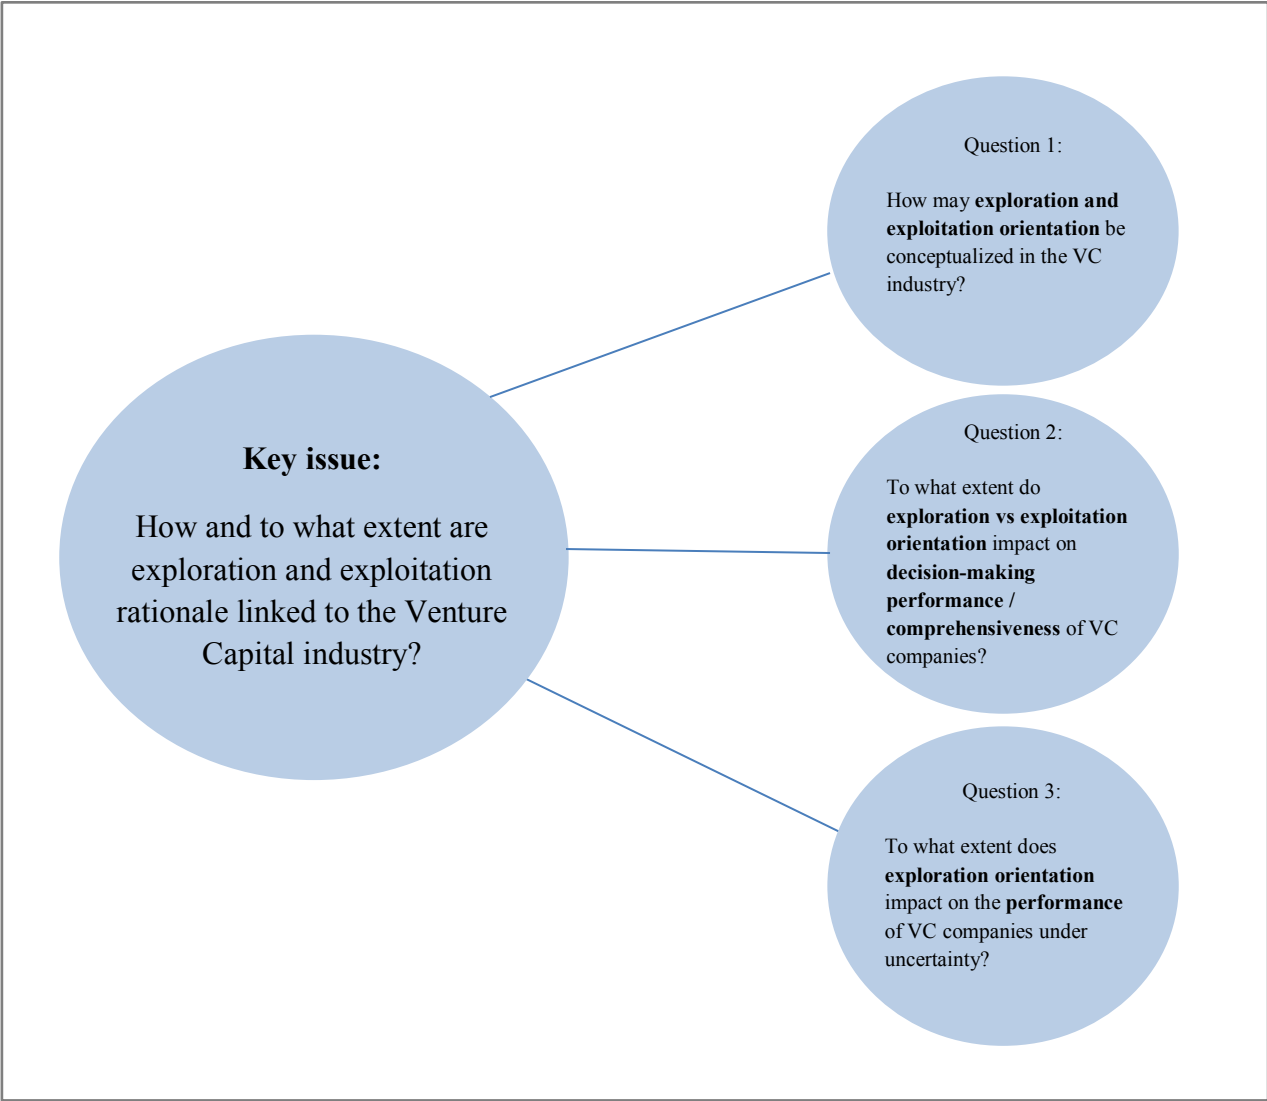 Key issue:
How and to what extent are
exploration and exploitation
rationale linked to the Venture
Capital industry?
Question 1:
How may exploration and
exploitation orientation be
conceptualized in the VC
industry?
Question 2:
To what extent do
exploration vs exploitation
orientation impact on
decision-making
performance /
comprehensiveness of VC
companies?
Question 3:
To what extent does
exploration orientation
impact on the performance
of VC companies under
uncertainty?